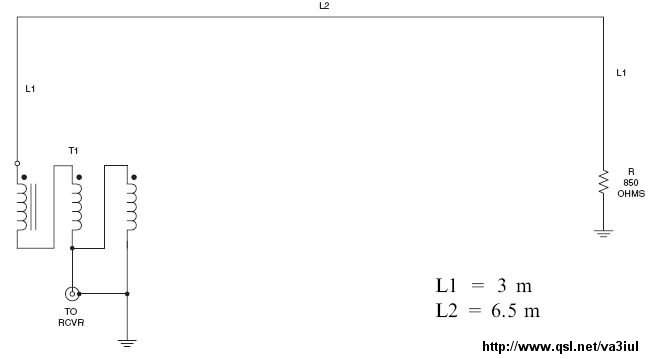 L2
L1
L1
T1
R
850
OHMS
TO
RCVR
L1 = 3 m
L2 = 6.5 m
http://www.qsl.net/va3iul